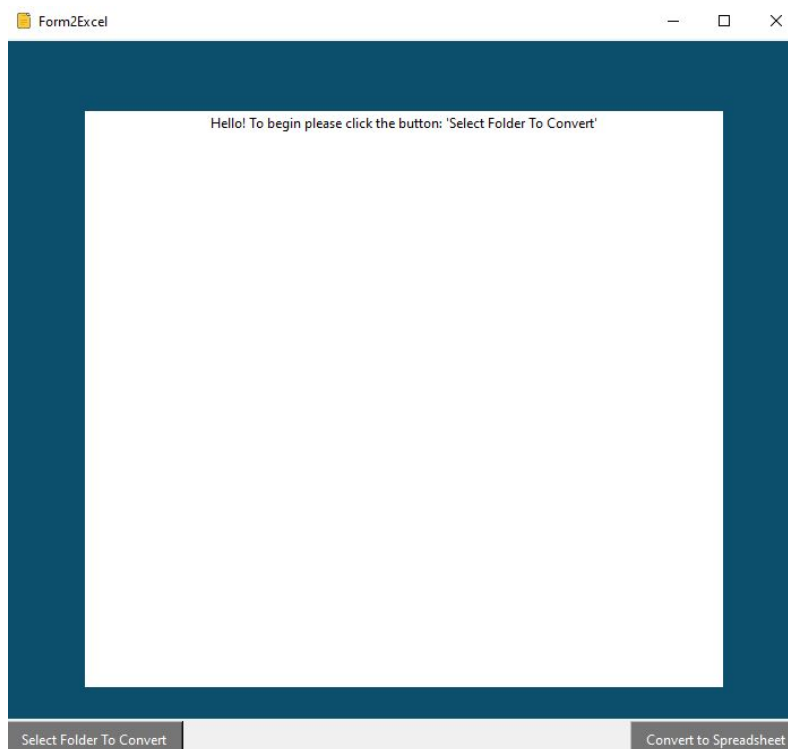 Form2Excel
Hello! To begin please click the button: 'Select Folder To Convert'
Select Folder To Convert
Convert to Spreadsheet